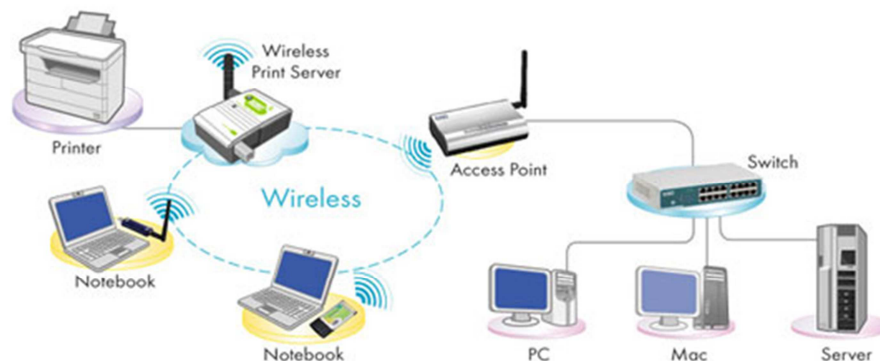 Wireless
Print Server
Printer
Access Point
Switch
Wireless
Notebook
Notebook
PC
Mac
Server